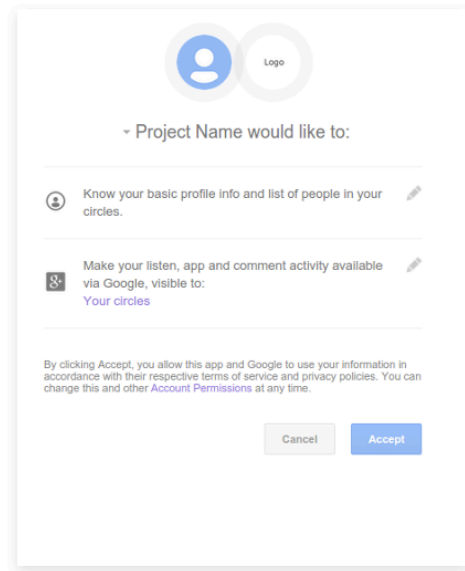 Logo
Project Name would like to:
Know your basic profile info and list of people in your
circles.
8+
Make your listen, app and comment activity available
via Google, visible to:
Your circles
By clicking Accept, you allow this app and Google to use your information in
accordance with their respective terms of service and privacy policies. You can
change this and other Account Permissions at any time.
Cancel
Accept